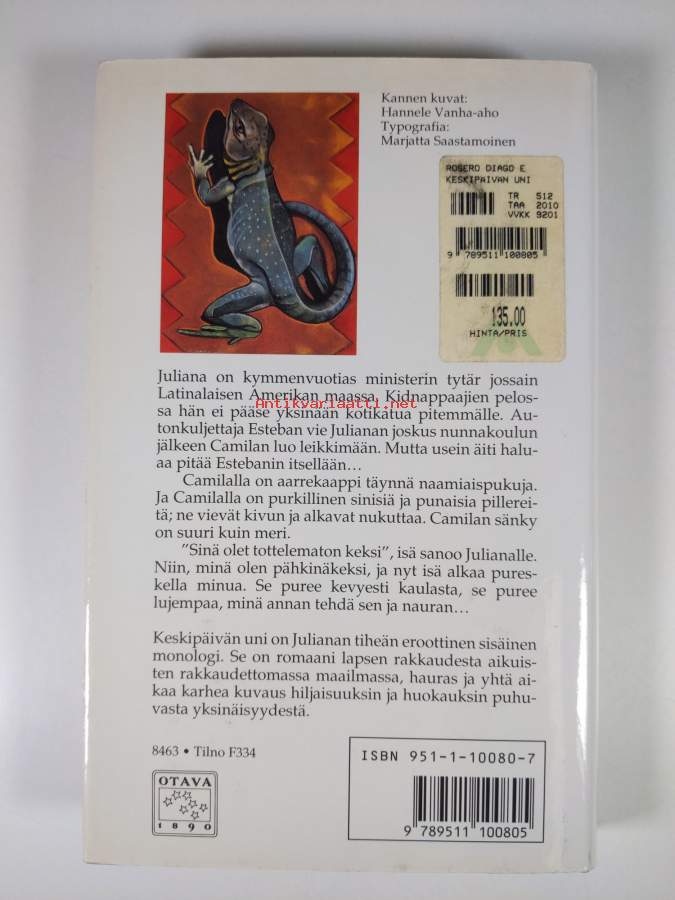 Kannen kuvat:
Hannele Vanha-aho
Typografia:
Marjatta Saastamoinen
ROSERO DIAGO E
KESKIPAIVAN UNI
TR 512
TAA 2010
VVKK 9201
9 789511 100805
135.00
HINTA/PRIS
Juliana on kymmenvuotias ministerin tytär jossain
Latinalaisen Amerikan maassa. Kidnappaajien pelos-
sa hän ei pääse yksinään kotikatua pitemmälle. Au-
Antikvariaatti.net
tonkuljettaja Esteban vie Julianan joskus nunnakoulun
jälkeen Camilan luo leikkimään. Mutta usein äiti halu-
aa pitää Estebanin itsellään…
Camilalla on aarrekaappi täynnä naamiaispukuja.
Ja Camilalla on purkillinen sinisiä ja punaisia pillerei-
tä; ne vievät kivun ja alkavat nukuttaa. Camilan sänky
on suuri kuin meri.
”Sinä olet tottelematon keksi”, isä sanoo Julianalle.
Niin, minä olen pähkinäkeksi, ja nyt isä alkaa pures-
kella minua. Se puree kevyesti kaulasta, se puree
lujempaa, minä annan tehdä sen ja nauran…
Keskipäivän uni on Julianan tiheän eroottinen sisäinen
monologi. Se on romaani lapsen rakkaudesta aikuis-
ten rakkaudettomassa maailmassa, hauras ja yhtä ai-
kaa karhea kuvaus hiljaisuuksin ja huokauksin puhu-
vasta yksinäisyydestä.
8463 • Tilno F334
OTAVA
1890
ISBN 951-1-10080-7
9 789511 100805